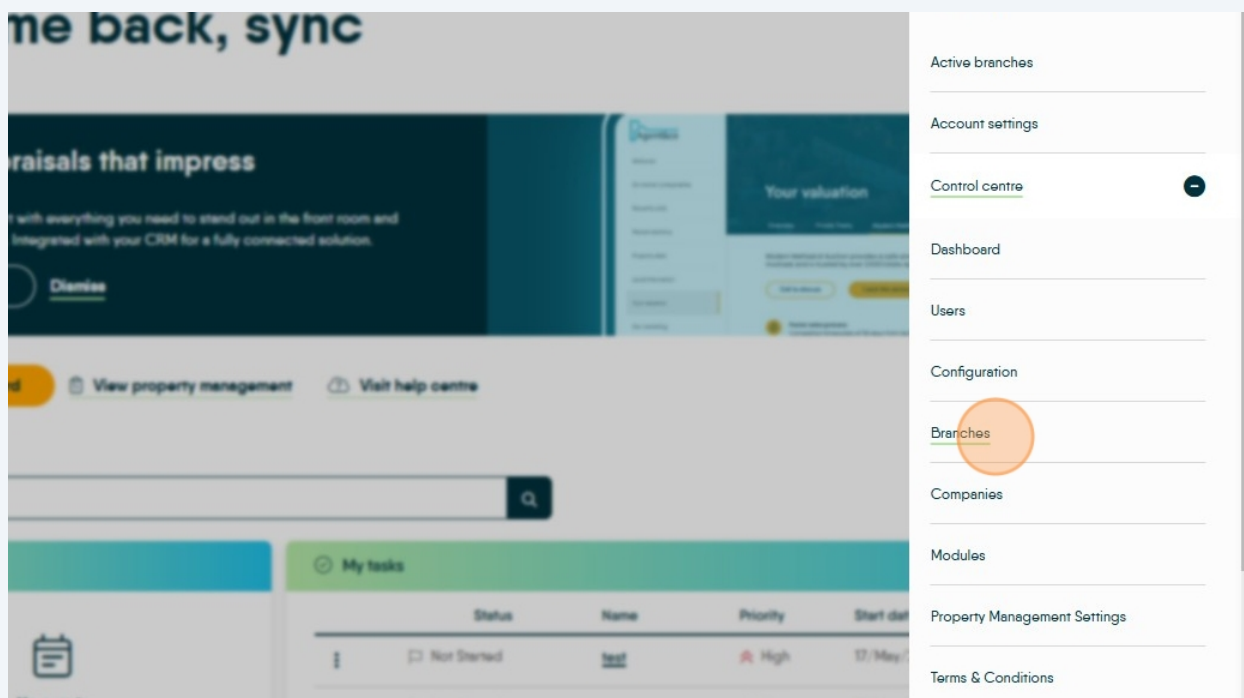 me back, sync
raisals that impress
t with everything you need to stand out in the front room and
Integrated with your CRM for a fully connected solution.
Dismiss
Your valuation
View property management
Visit help centre
My tasks
Status Name Priority Start dat
Not Started test High 17/May/
Active branches
Account settings
Control centre
Dashboard
Users
Configuration
Branches
Companies
Modules
Property Management Settings
Terms & Conditions